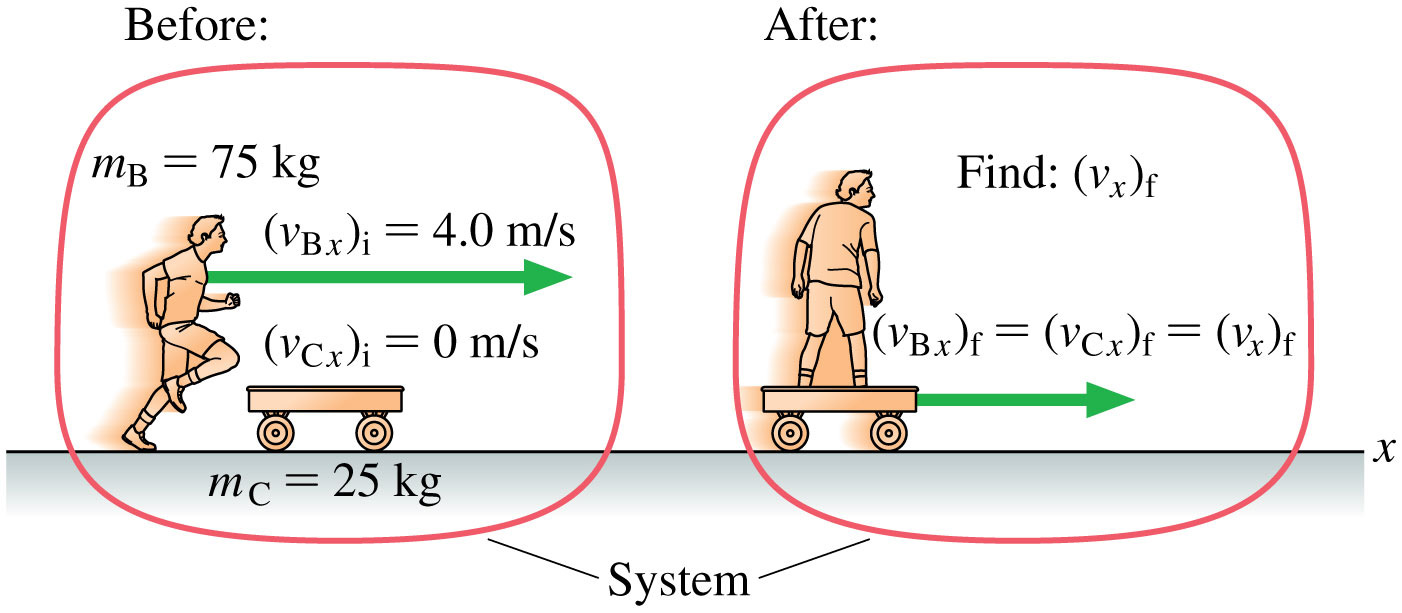 Before:
m_B = 75 kg
(v_Bx)_i = 4.0 m/s
(v_Cx)_i = 0 m/s
m_C = 25 kg
After:
Find: (v_x)_f
(v_Bx)_f = (v_Cx)_f = (v_x)_f
x
System